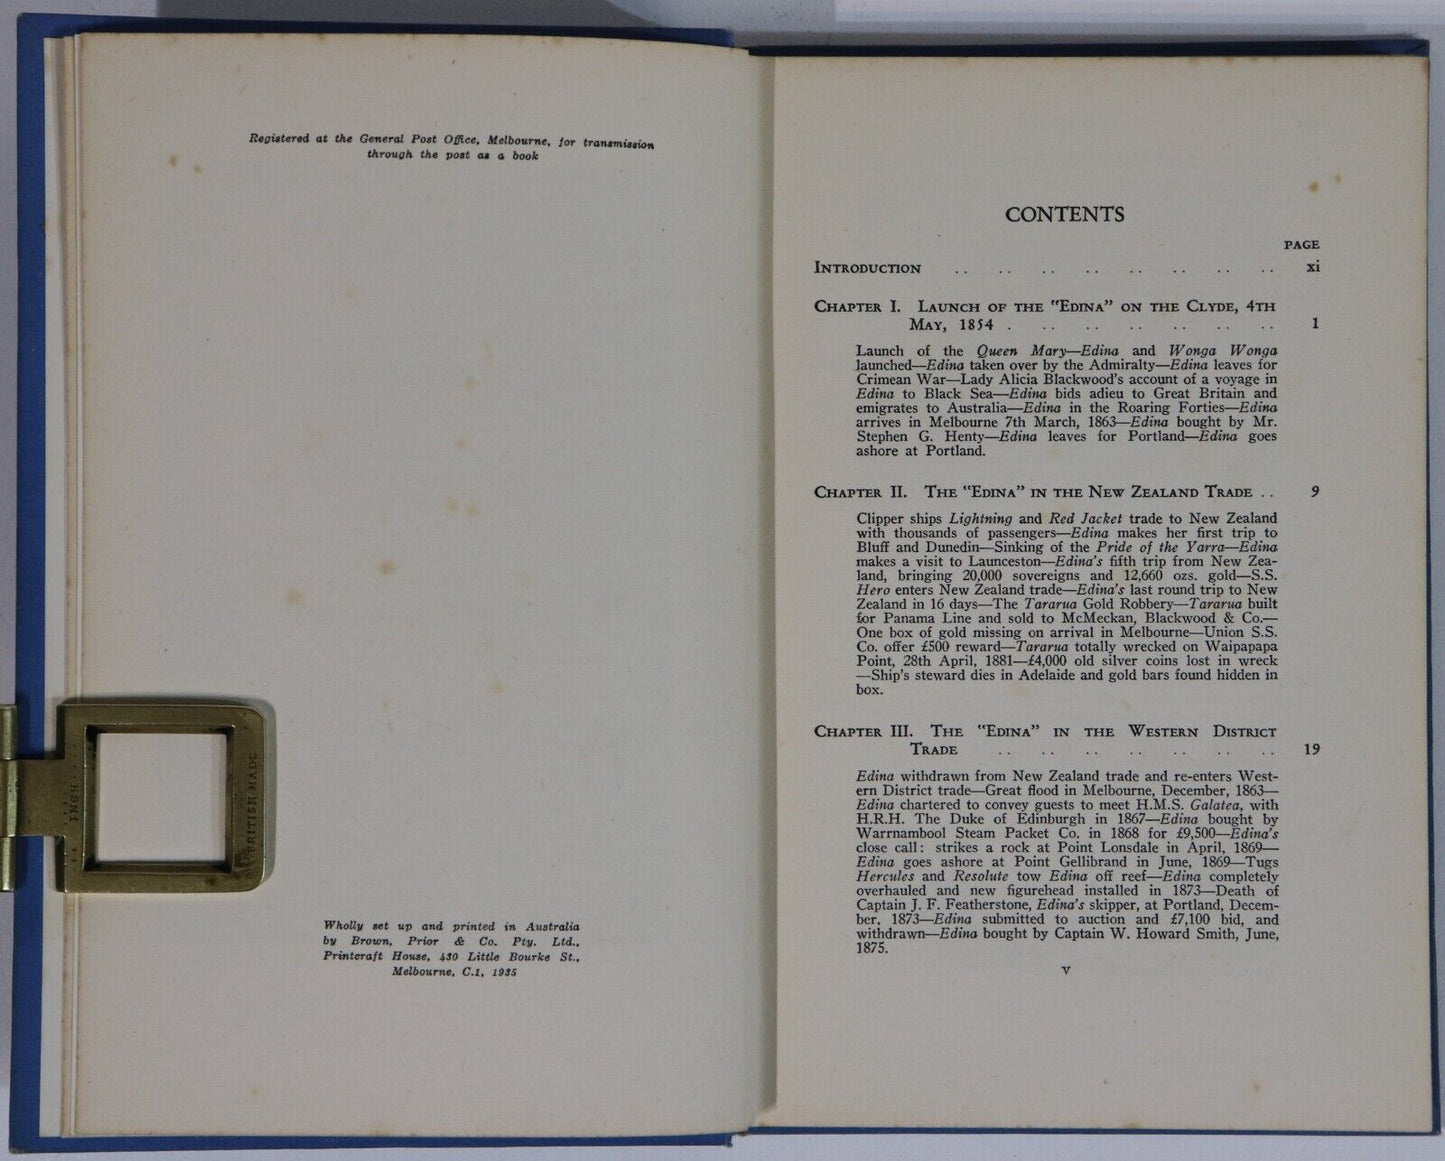 Registered at the General Post Office, Melbourne, for transmission
through the post as a book
INCH
BRITISH MADE
Wholly set up and printed in Australia
by Brown, Prior & Co. Pty. Ltd.,
Printcraft House, 430 Little Bourke St.,
Melbourne, C.1, 1935
CONTENTS
PAGE
INTRODUCTION .. .. .. .. .. .. .. .. xi
CHAPTER I. LAUNCH OF THE "EDINA" ON THE CLYDE, 4TH
MAY, 1854 . .. .. .. .. .. .. 1
Launch of the Queen Mary—Edina and Wonga Wonga
launched—Edina taken over by the Admiralty—Edina leaves for
Crimean War—Lady Alicia Blackwood's account of a voyage in
Edina to Black Sea—Edina bids adieu to Great Britain and
emigrates to Australia—Edina in the Roaring Forties—Edina
arrives in Melbourne 7th March, 1863—Edina bought by Mr.
Stephen G. Henty—Edina leaves for Portland—Edina goes
ashore at Portland.
CHAPTER II. THE "EDINA" IN THE NEW ZEALAND TRADE .. 9
Clipper ships Lightning and Red Jacket trade to New Zealand
with thousands of passengers—Edina makes her first trip to
Bluff and Dunedin—Sinking of the Pride of the Yarra—Edina
makes a visit to Launceston—Edina's fifth trip from New Zea-
land, bringing 20,000 sovereigns and 12,660 ozs. gold—S.S.
Hero enters New Zealand trade—Edina's last round trip to New
Zealand in 16 days—The Tararua Gold Robbery—Tararua built
for Panama Line and sold to McMeckan, Blackwood & Co.—
One box of gold missing on arrival in Melbourne—Union S.S.
Co. offer £500 reward—Tararua totally wrecked on Waipapapa
Point, 28th April, 1881—£4,000 old silver coins lost in wreck
—Ship's steward dies in Adelaide and gold bars found hidden in
box.
CHAPTER III. THE "EDINA" IN THE WESTERN DISTRICT
TRADE .. .. .. .. .. .. .. 19
Edina withdrawn from New Zealand trade and re-enters West-
ern District trade—Great flood in Melbourne, December, 1863—
Edina chartered to convey guests to meet H.M.S. Galatea, with
H.R.H. The Duke of Edinburgh in 1867—Edina bought by
Warrnambool Steam Packet Co. in 1868 for £9,500—Edina's
close call: strikes a rock at Point Lonsdale in April, 1869—
Edina goes ashore at Point Gellibrand in June, 1869—Tugs
Hercules and Resolute tow Edina off reef—Edina completely
overhauled and new figurehead installed in 1873—Death of
Captain J. F. Featherstone, Edina's skipper, at Portland, Decem-
ber, 1873—Edina submitted to auction and £7,100 bid, and
withdrawn—Edina bought by Captain W. Howard Smith, June,
1875.
v